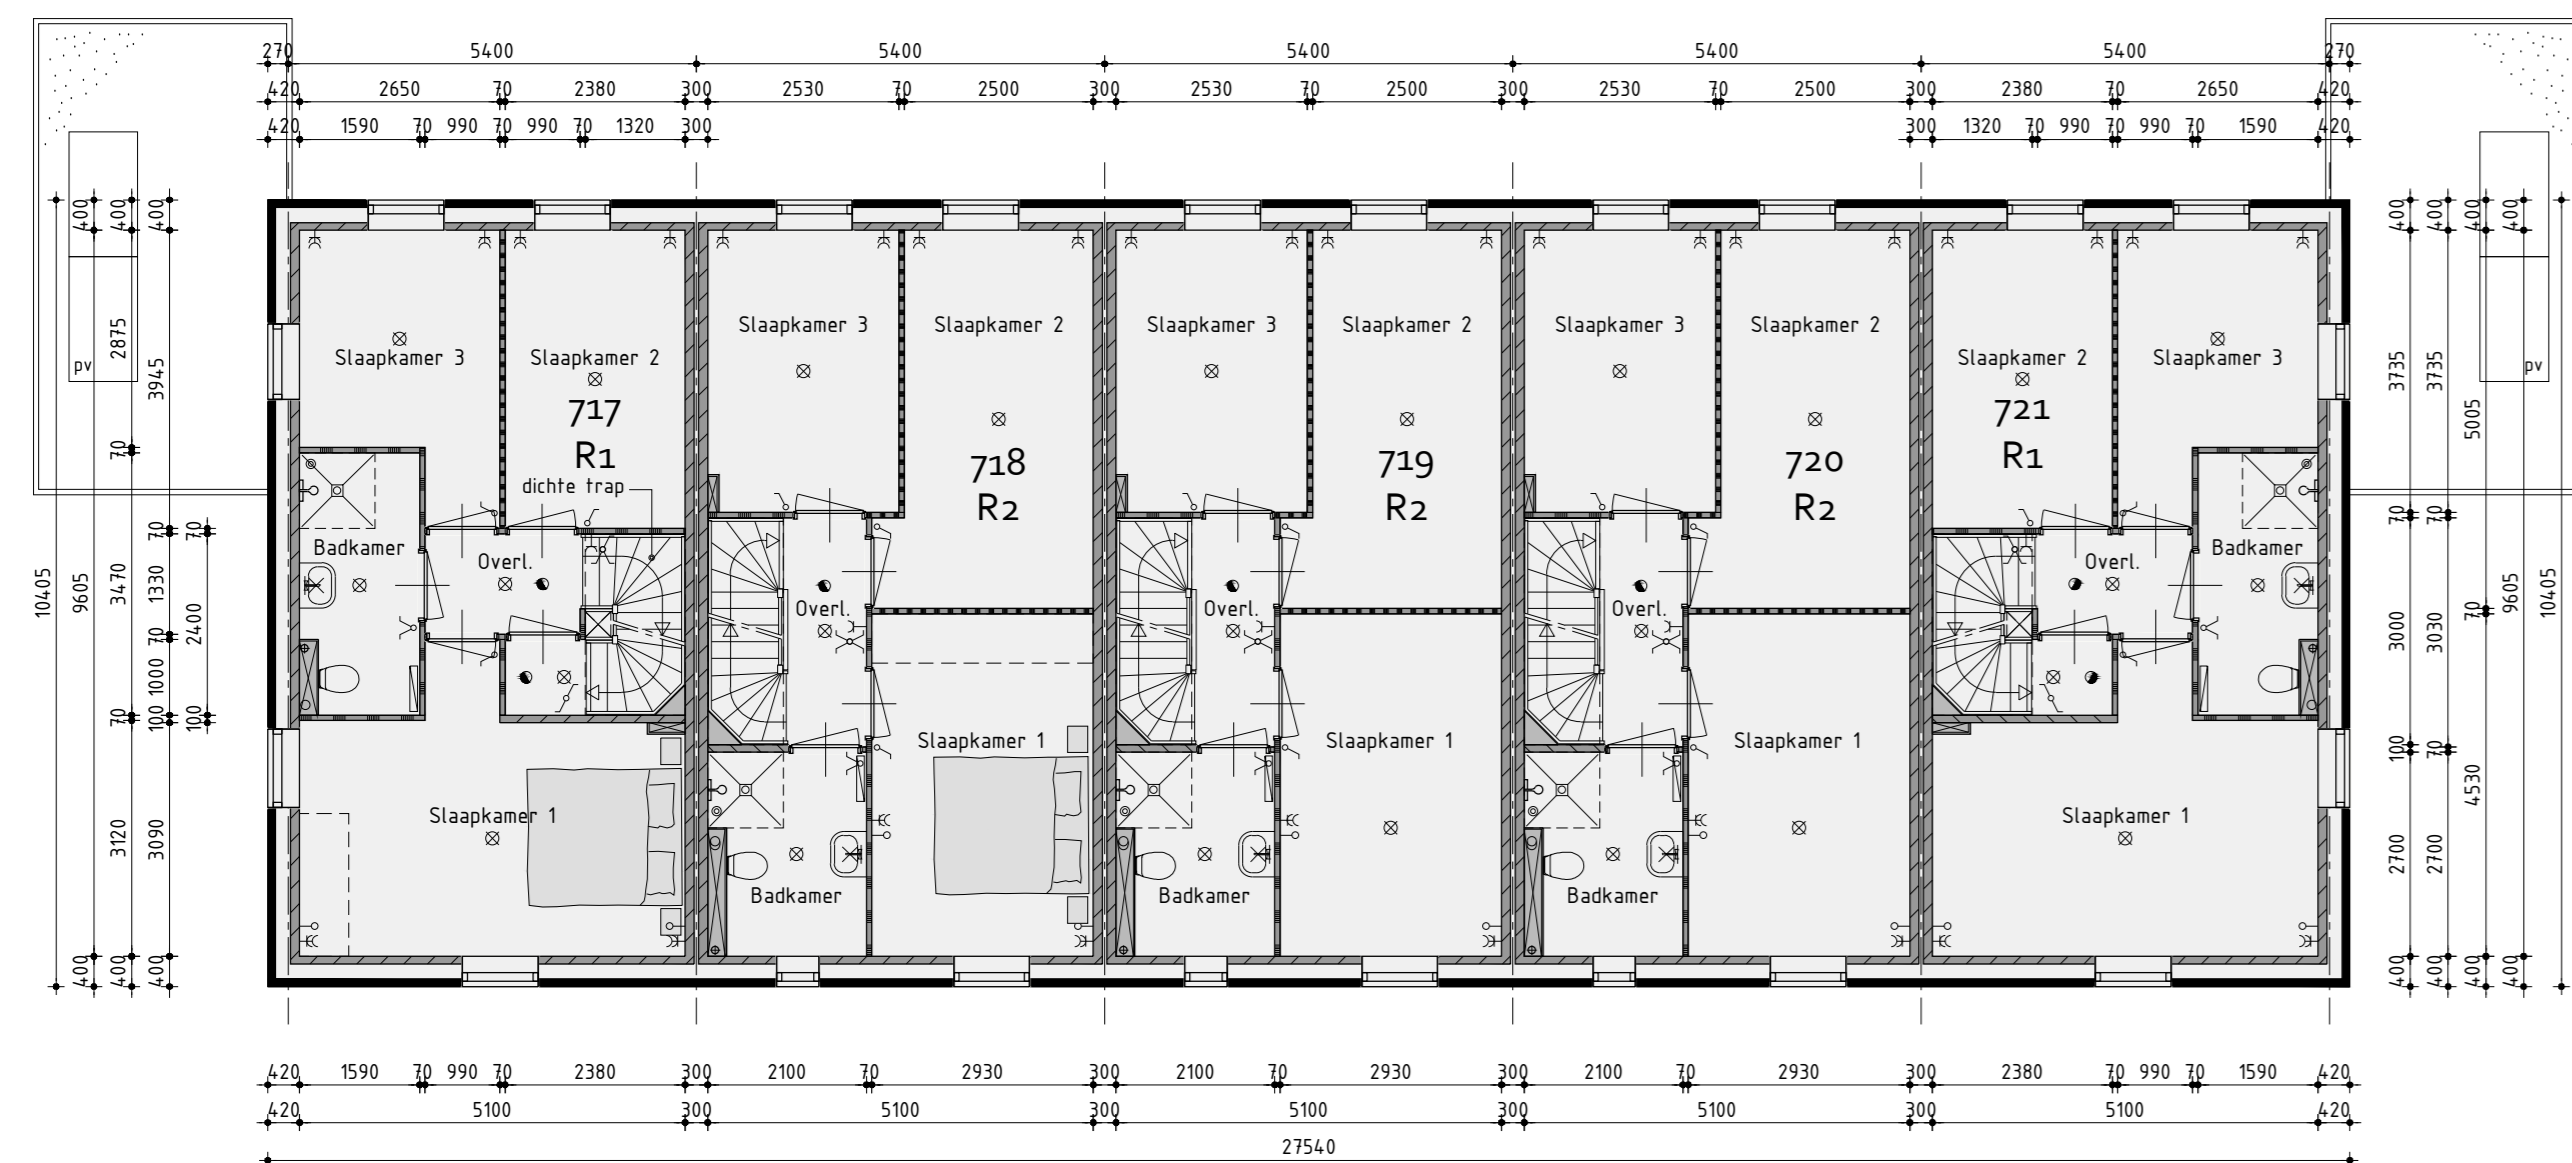 270 5400 5400 5400 5400 5400 270
420 2650 70 2380 300 2530 70 2500 300 2530 70 2500 300 2530 70 2500 300 2380 70 2650 420
420 1590 70 990 70 990 70 1320 300 300 1320 70 990 70 990 70 1590 420
10405
400 9605 400
400 2875 70 3470 70 3120 400
400 3945 70 1330 70 1000 100 3090 400
70 2400 100
pv
Slaapkamer 3
Slaapkamer 2
717
R1
dichte trap
Badkamer
Overl.
Slaapkamer 1
Slaapkamer 3
Slaapkamer 2
718
R2
Overl.
Slaapkamer 1
Badkamer
Slaapkamer 3
Slaapkamer 2
719
R2
Overl.
Slaapkamer 1
Badkamer
Slaapkamer 3
Slaapkamer 2
720
R2
Overl.
Slaapkamer 1
Badkamer
Slaapkamer 2
Slaapkamer 3
721
R1
Overl.
Badkamer
Slaapkamer 1
pv
400 3735 70 3000 100 2700 400
400 3735 70 3030 70 2700 400
400 5005 70 4530 400
400 9605 400
10405
420 1590 70 990 70 2380 300 2100 70 2930 300 2100 70 2930 300 2100 70 2930 300 2380 70 990 70 1590 420
420 5100 300 5100 300 5100 300 5100 300 5100 420
27540